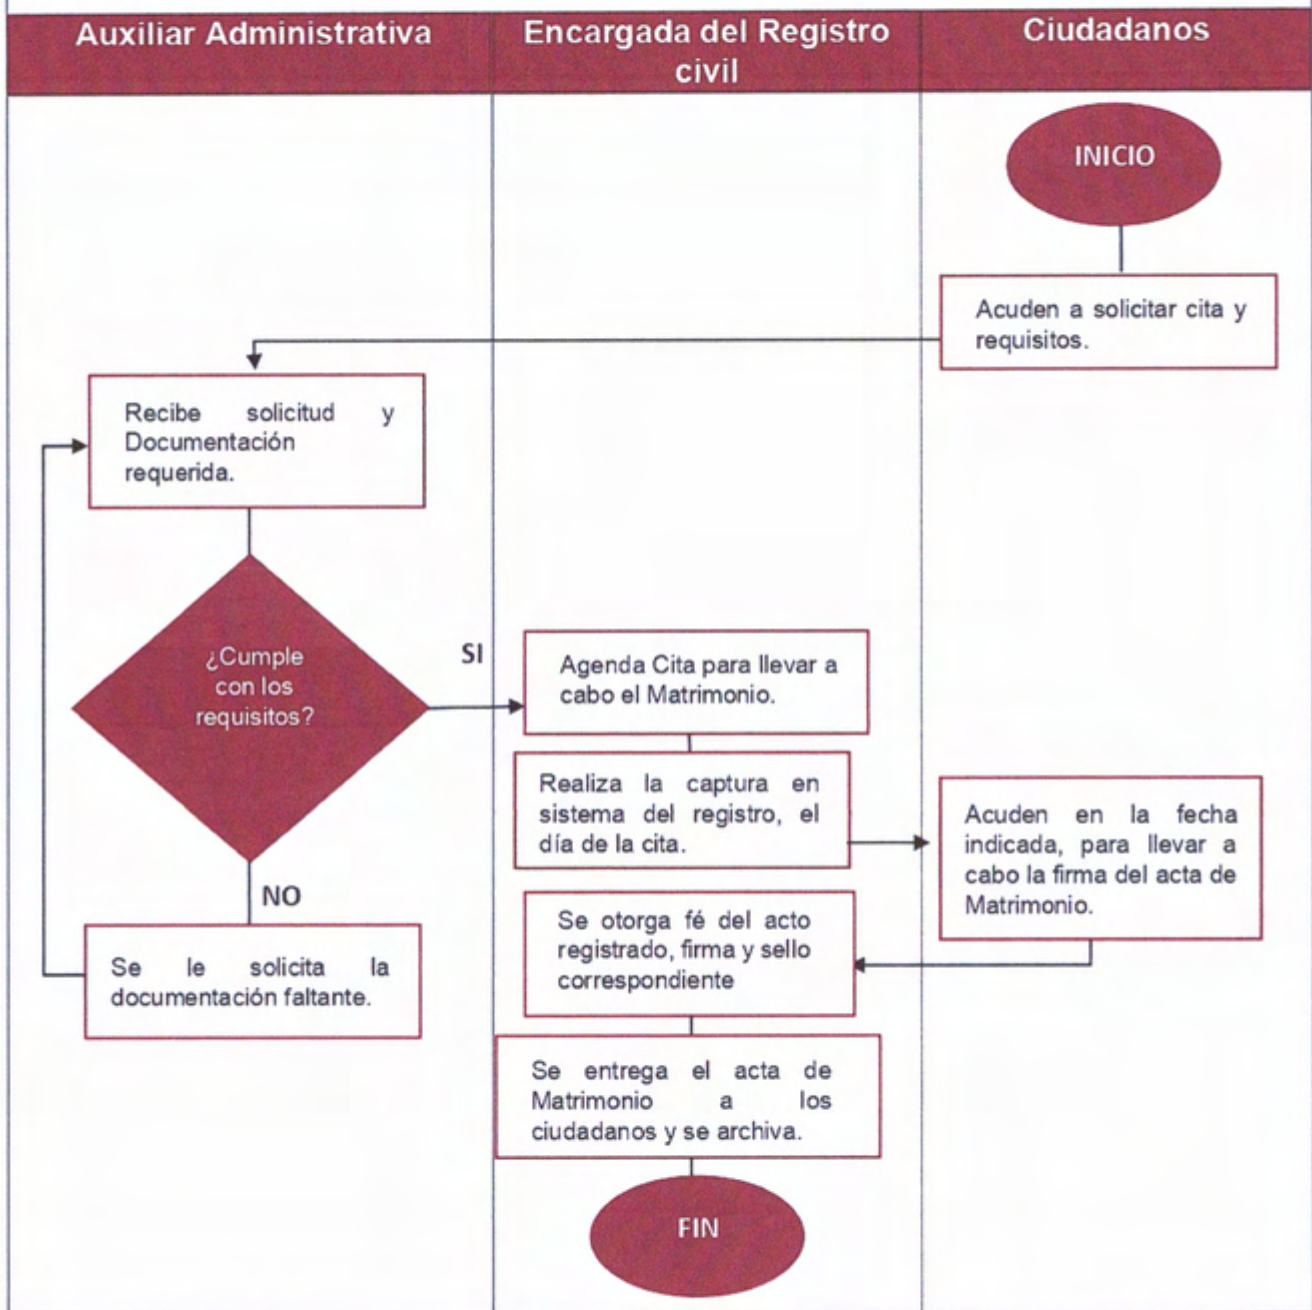 Auxiliar Administrativa
Encargada del Registro
civil
Ciudadanos
INICIO
Acuden a solicitar cita y
requisitos.
Recibe solicitud y
Documentación
requerida.
¿Cumple
con los
requisitos?
SI
Agenda Cita para llevar a
cabo el Matrimonio.
Realiza la captura en
sistema del registro, el
día de la cita.
Acuden en la fecha
indicada, para llevar a
cabo la firma del acta de
Matrimonio.
NO
Se le solicita la
documentación faltante.
Se otorga fé del acto
registrado, firma y sello
correspondiente
Se entrega el acta de
Matrimonio a los
ciudadanos y se archiva.
FIN